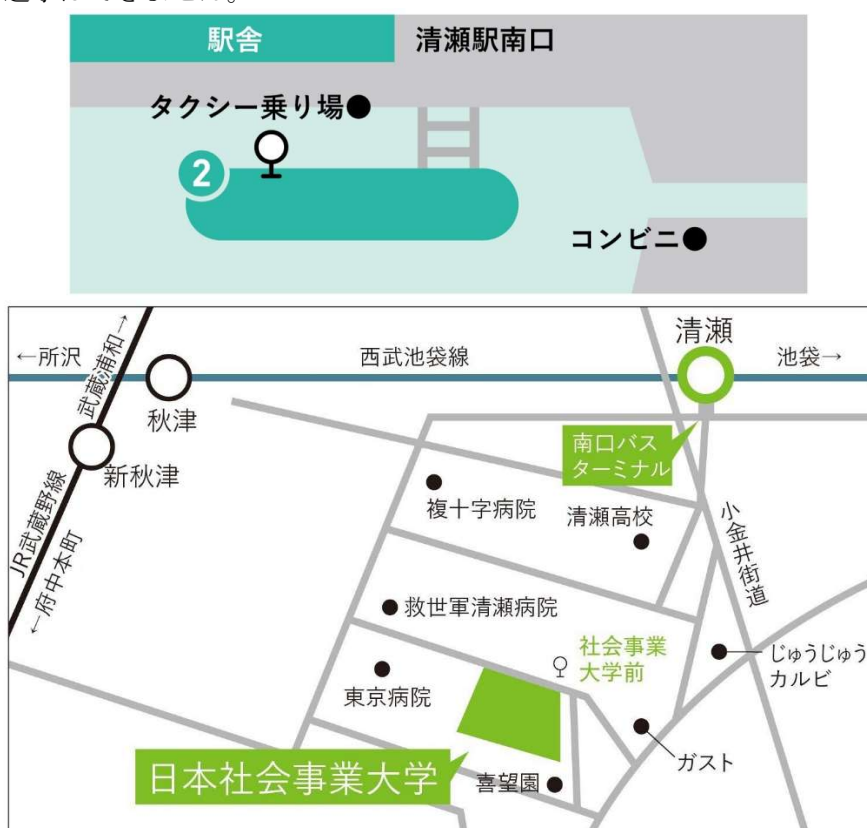 駅舎
清瀬駅南口
タクシー乗り場
2
コンビニ
←所沢
武蔵浦和→
西武池袋線
清瀬
池袋→
秋津
新秋津
JR武蔵野線
←府中本町
南口バス
ターミナル
複十字病院
清瀬高校
小金井街道
救世軍清瀬病院
社会事業
大学前
じゅうじゅう
カルビ
東京病院
ガスト
日本社会事業大学
喜望園